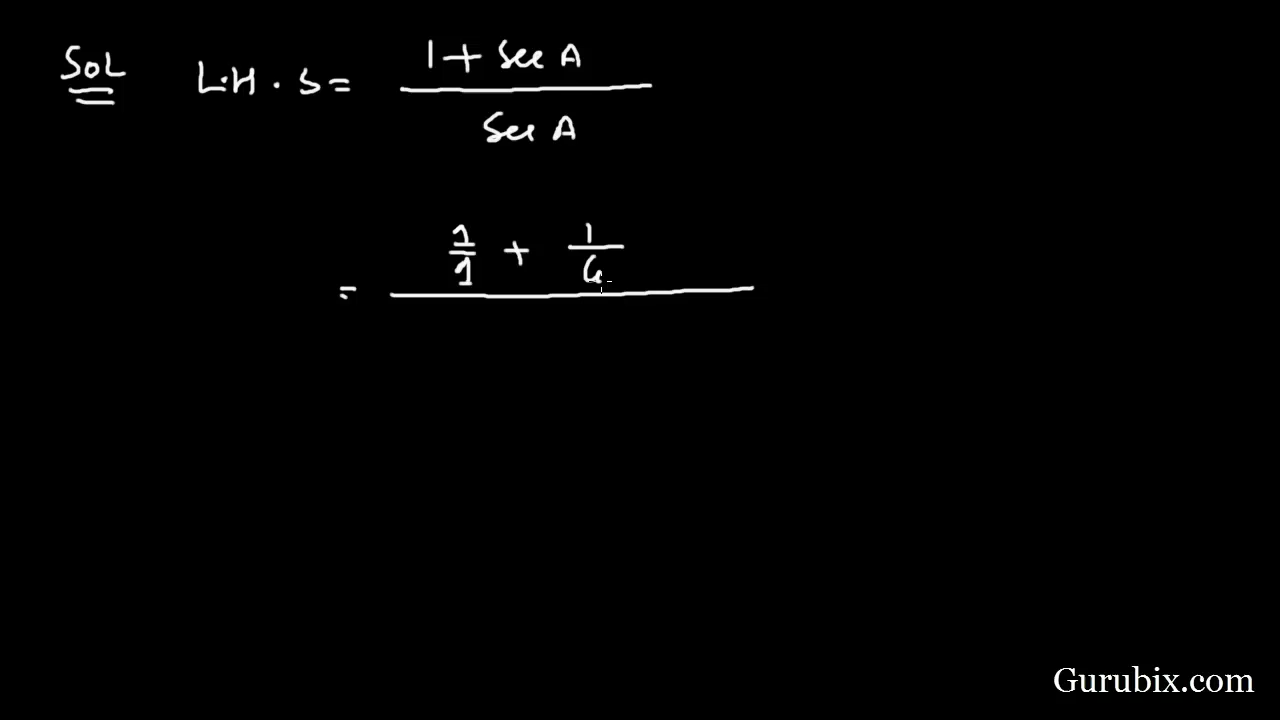 SOL L.H.S = 1 + Sec A
Sec A
= 1/1 + 1/
Gurubix.com